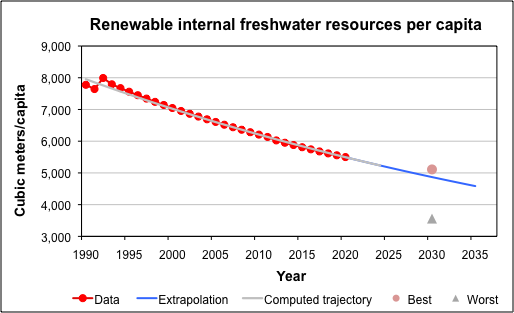 Renewable internal freshwater resources per capita
9,000
8,000
7,000
6,000
5,000
4,000
3,000
Cubic meters/capita
1990 1995 2000 2005 2010 2015 2020 2025 2030 2035
Year
Data Extrapolation Computed trajectory Best Worst